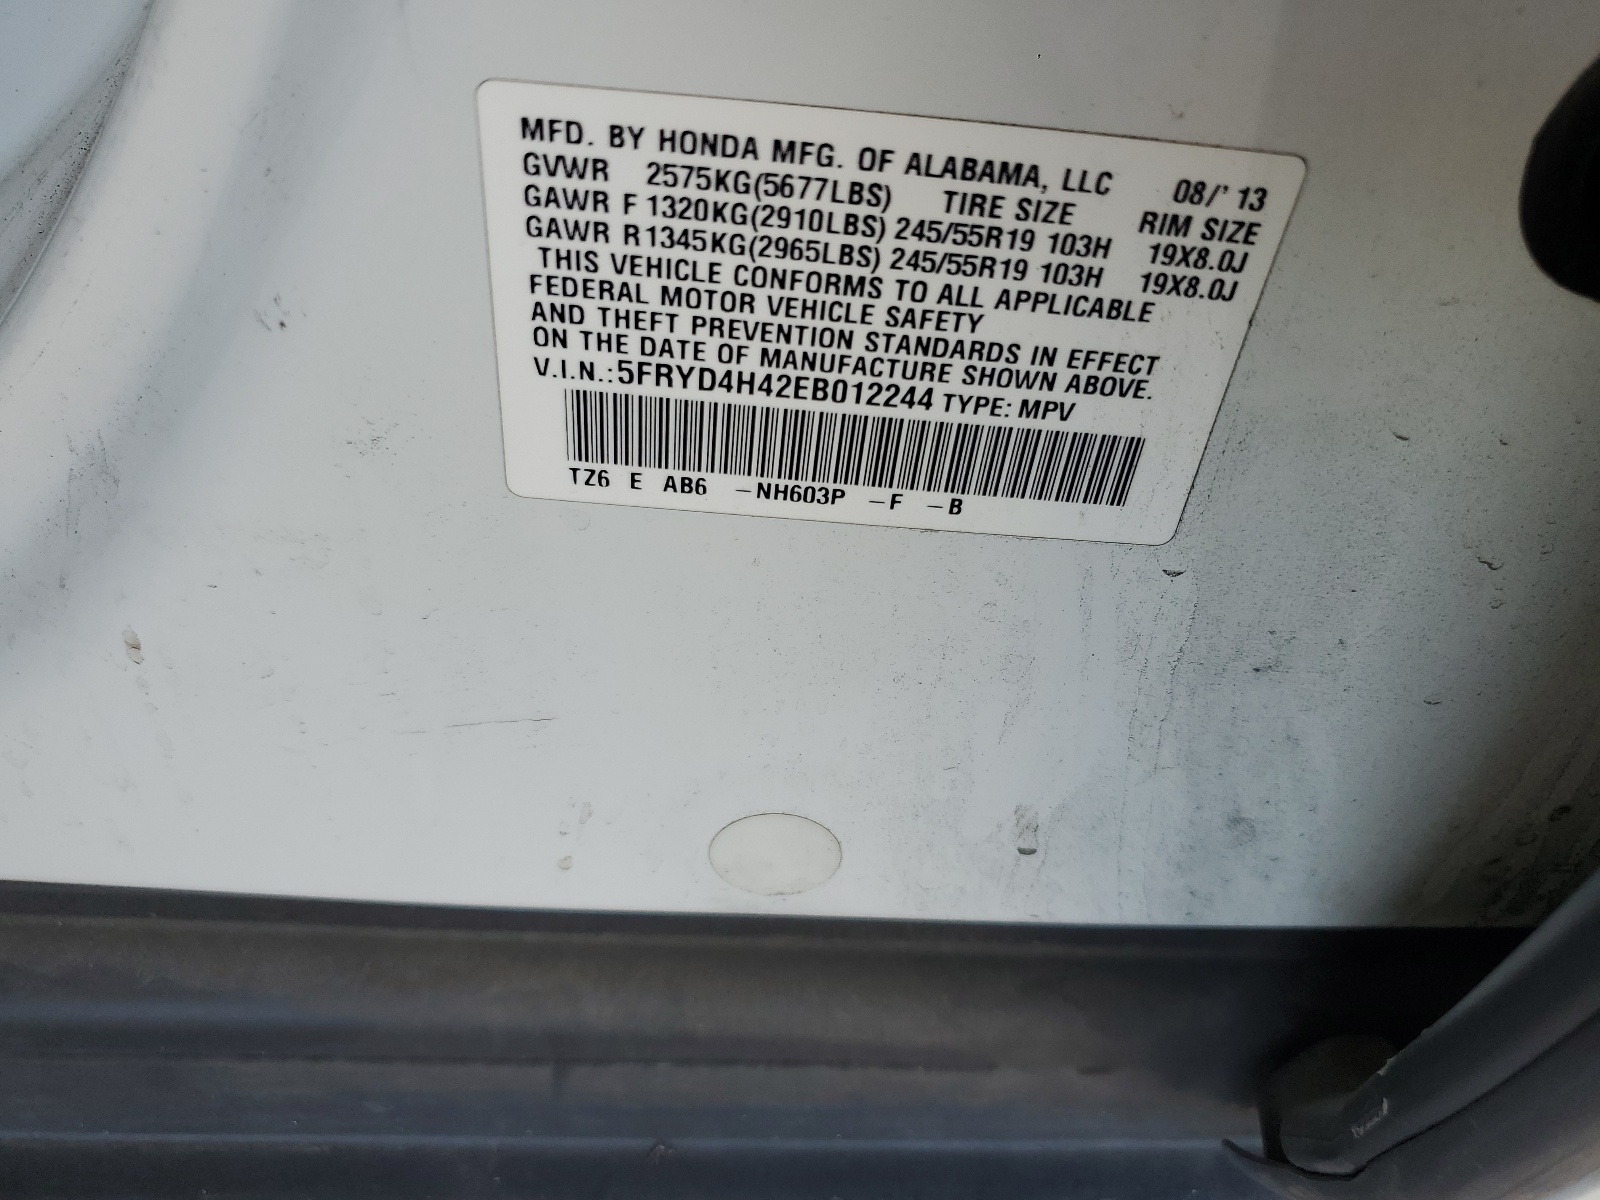 MFD. BY HONDA MFG. OF ALABAMA, LLC 08/' 13
GVWR 2575KG(5677LBS) TIRE SIZE RIM SIZE
GAWR F 1320KG(2910LBS) 245/55R19 103H 19X8.0J
GAWR R 1345KG(2965LBS) 245/55R19 103H 19X8.0J
THIS VEHICLE CONFORMS TO ALL APPLICABLE
FEDERAL MOTOR VEHICLE SAFETY
AND THEFT PREVENTION STANDARDS IN EFFECT
ON THE DATE OF MANUFACTURE SHOWN ABOVE.
V.I.N.:5FRYD4H42EB012244 TYPE: MPV
TZ6 E AB6 -NH603P -F -B